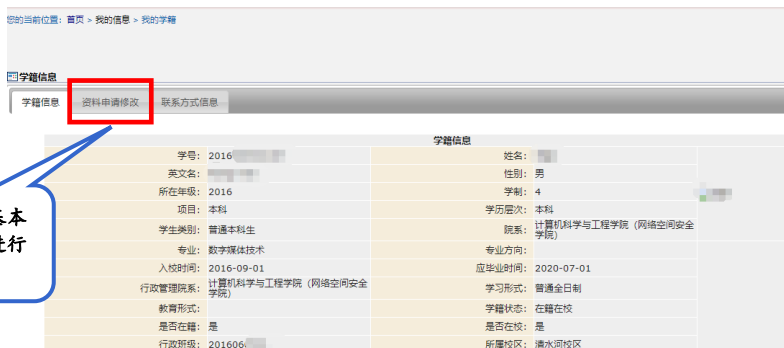 您的当前位置：首页 > 我的信息 > 我的学籍
学籍信息
学籍信息 资料申请修改 联系方式信息
学籍信息
学号： 2016 姓名：
英文名： 性别： 男
所在年级： 2016 学制： 4
项目： 本科 学历层次： 本科
学生类别： 普通本科生 院系： 计算机科学与工程学院（网络空间安全
学院）
专业： 数字媒体技术 专业方向：
入校时间： 2016-09-01 应毕业时间： 2020-07-01
行政管理院系： 计算机科学与工程学院（网络空间安全
学院） 学习形式： 普通全日制
教育形式： 学籍状态： 在籍在校
是否在籍： 是 是否在校： 是
行政班级： 201606 所属校区： 清水河校区
基本
进行